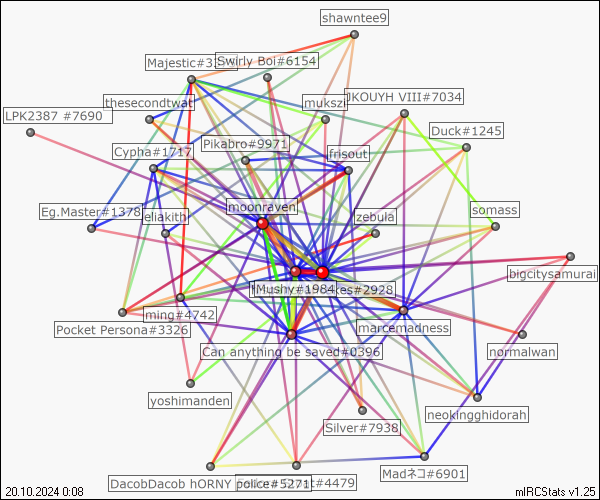 shawntee9
Majestic#3
Swirly Boi#6154
LPK2387 #7690
thesecondtwat
mukszi
JKOUYH VIII#7034
Duck#1245
Pikabro#9971
Cypha#1717
frisout
Eg.Master#1378
eliakith
moonraven
zebula
somass
bigcitysamurai
Mushy#1984
kes#2928
ming#4742
Pocket Persona#3326
marcemadness
Can anything be saved#0396
normalwan
yoshimanden
neokingghidorah
Silver#7938
Madネコ#6901
DacobDacob hORNY police#5271
#4479
20.10.2024 0:08
mIRCStats v1.25